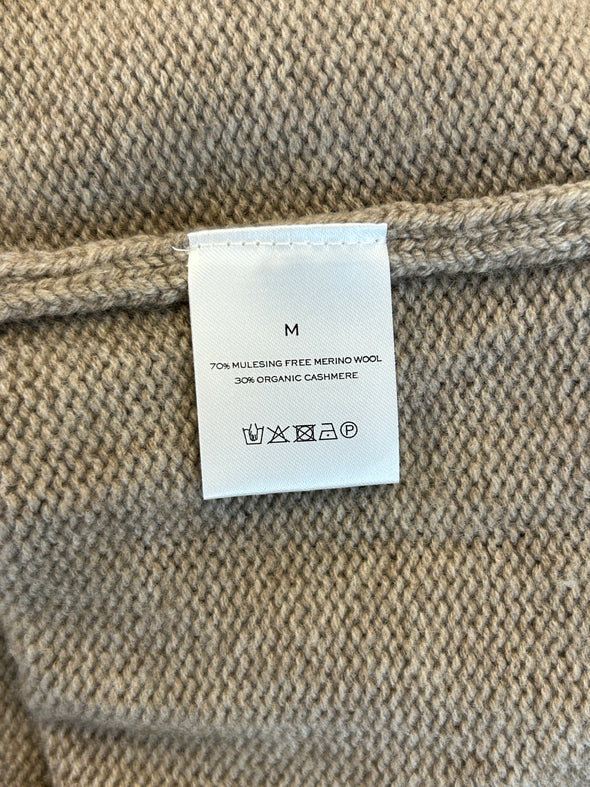 M
70% MULESING FREE MERINO WOOL
30% ORGANIC CASHMERE
P